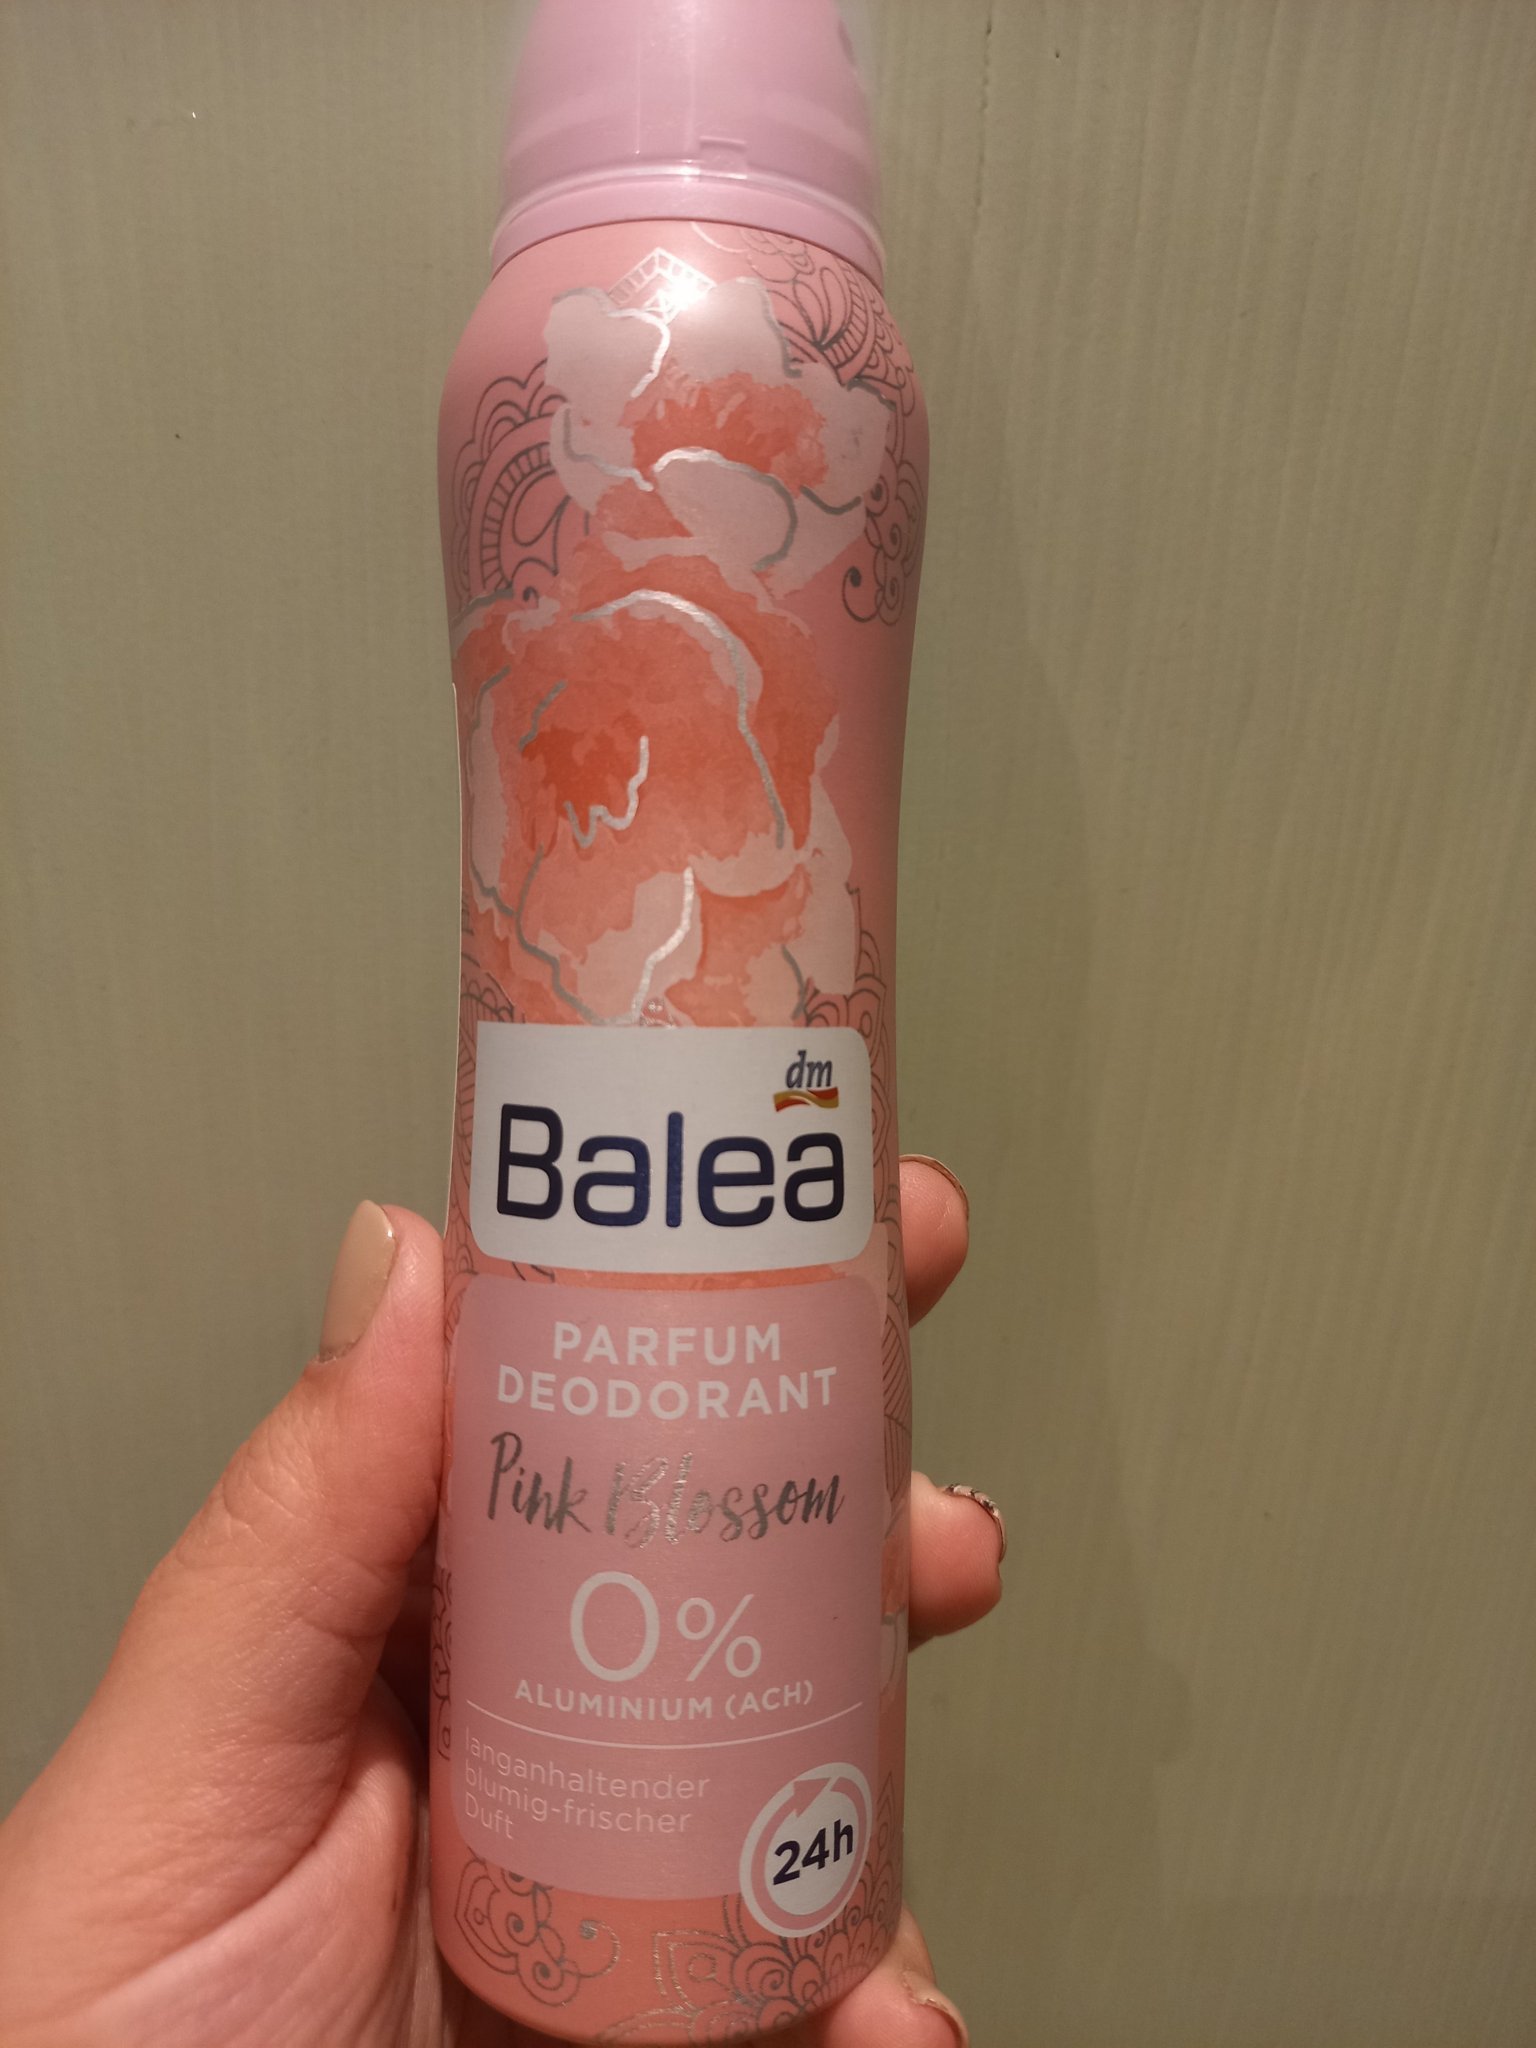 dm
Balea
PARFUM
DEODORANT
Pink Blossom
0%
ALUMINIUM (ACH)
langanhaltender
blumig-frischer
Duft
24h